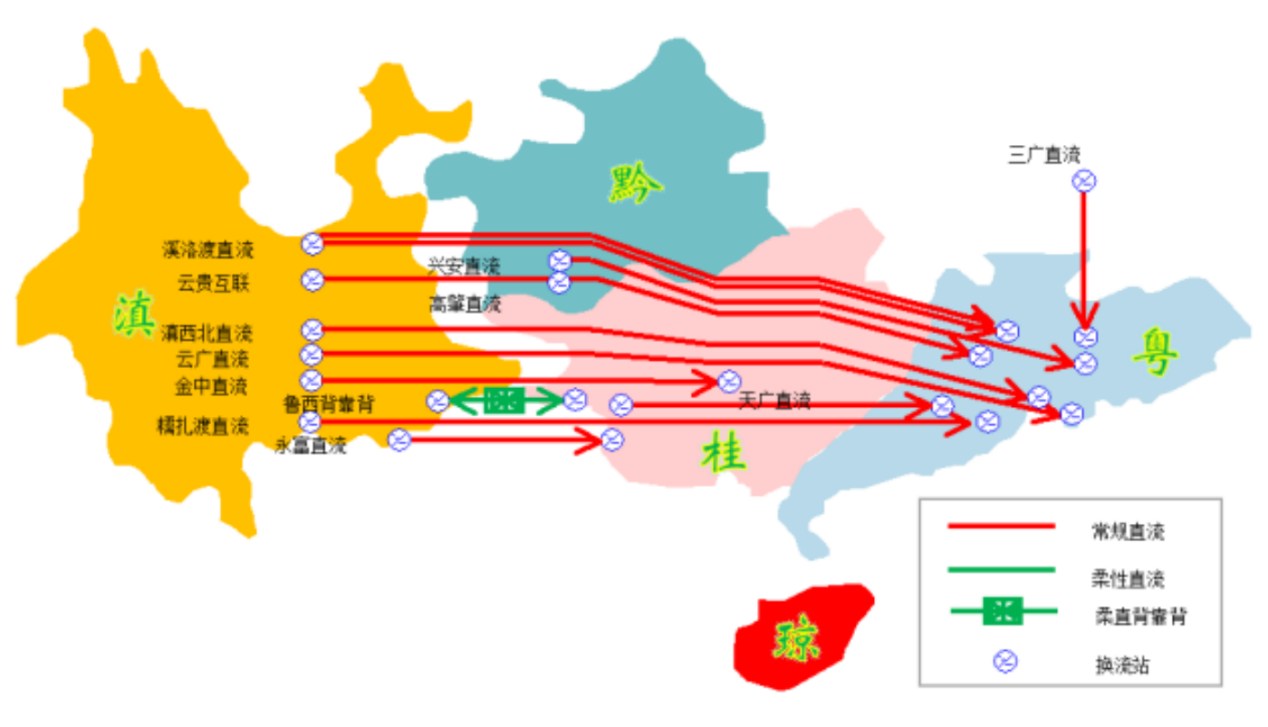 三广直流
黔
溪洛渡直流
兴安直流
云贵互联
高肇直流
滇
滇西北直流
粤
云广直流
金中直流
鲁西背靠背
天广直流
糯扎渡直流
永富直流
桂
常规直流
柔性直流
柔直背靠背
换流站
琼